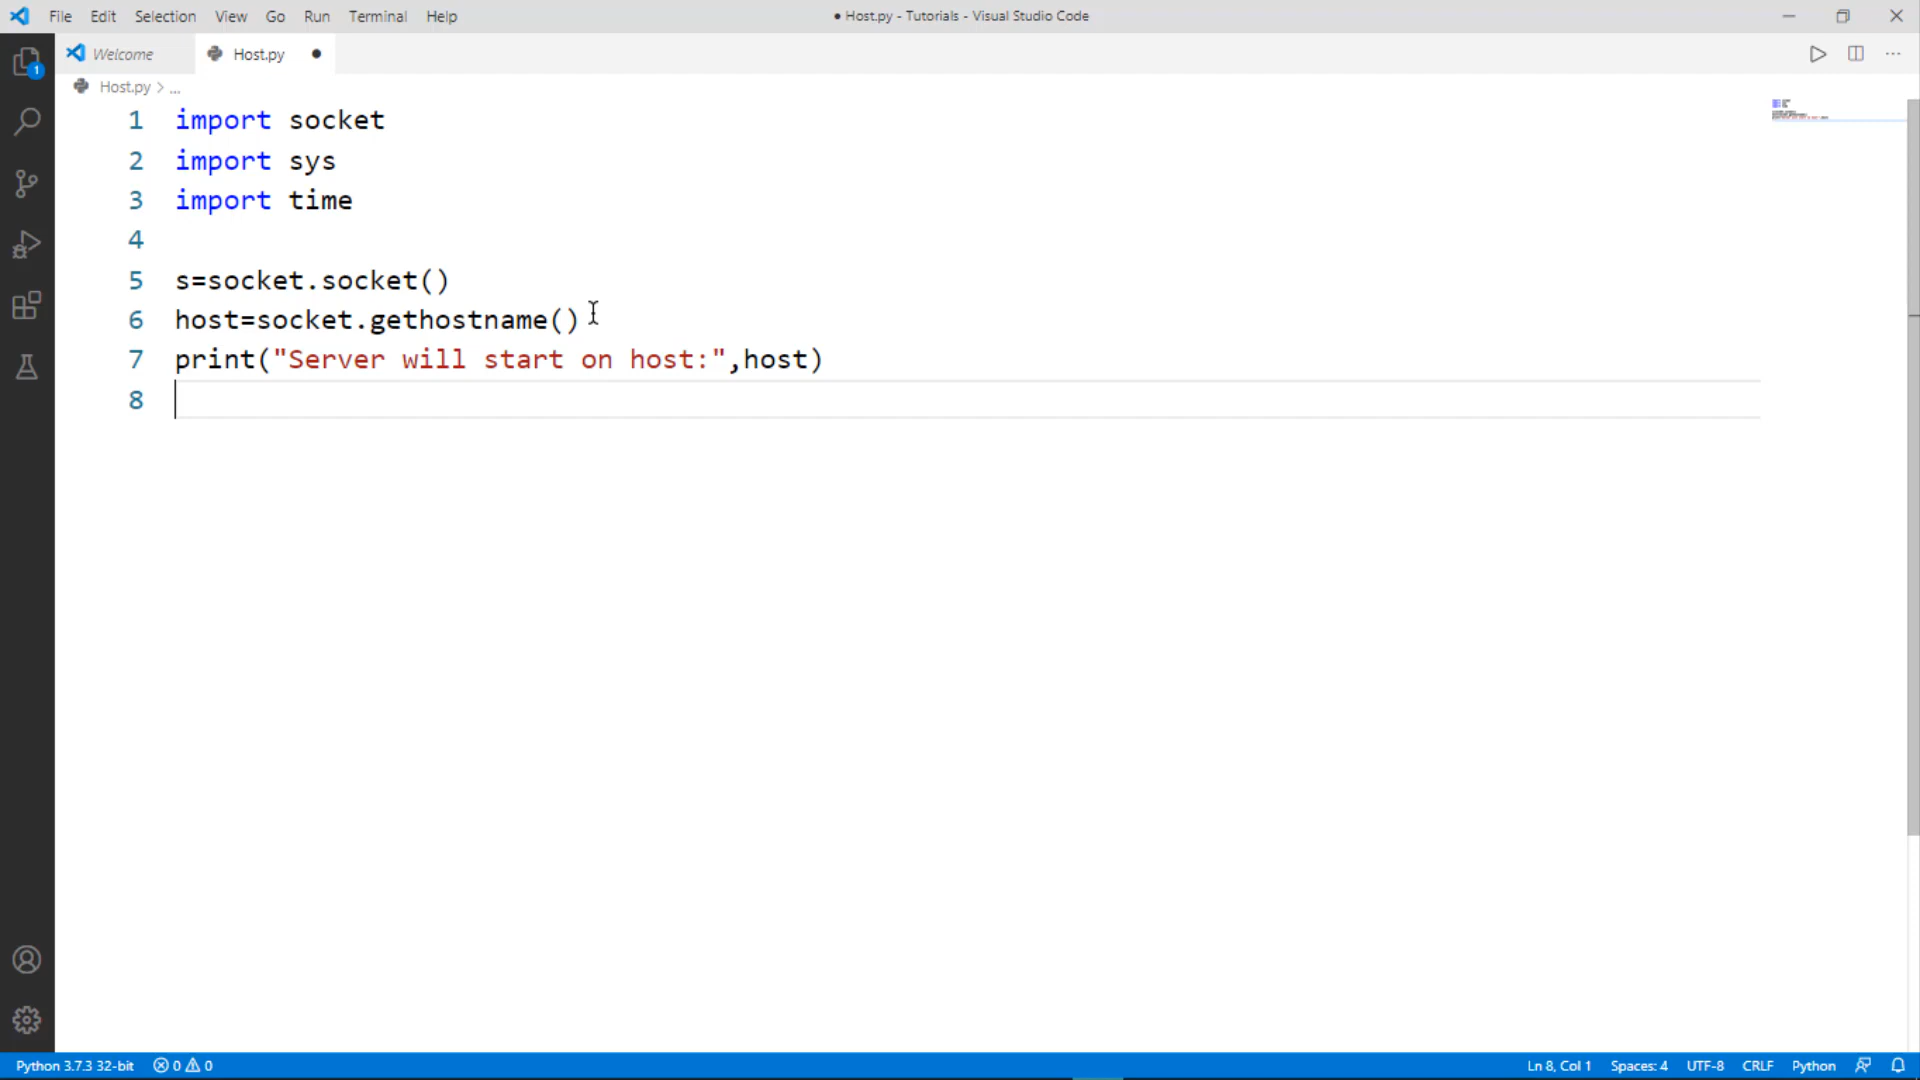 File Edit Selection View Go Run Terminal Help
● Host.py - Tutorials - Visual Studio Code
Welcome
Host.py ●
Host.py > ...
1
1 import socket
2 import sys
3 import time
4
5 s=socket.socket()
6 host=socket.gethostname()
7 print("Server will start on host:",host)
8
Python 3.7.3 32-bit 0 0 Ln 8, Col 1 Spaces: 4 UTF-8 CRLF Python